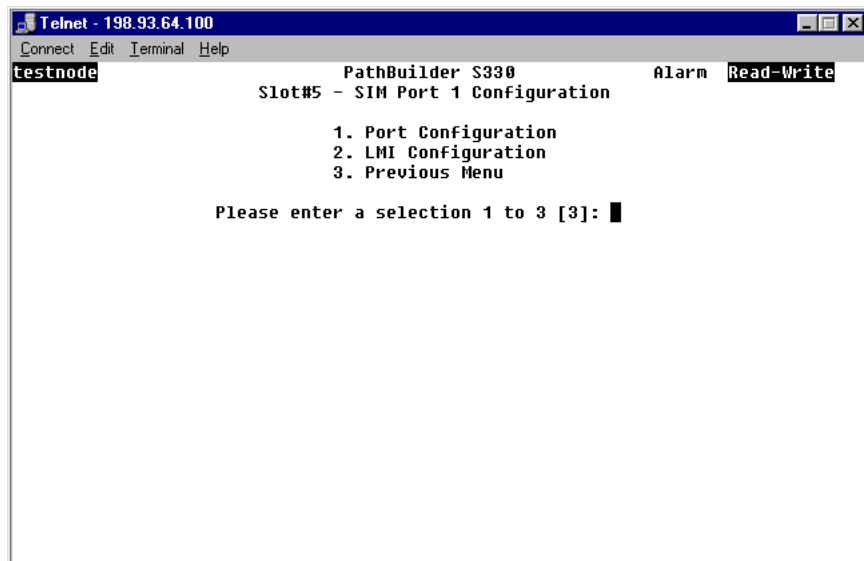 Telnet - 198.93.64.100
Connect Edit Terminal Help
testnode PathBuilder S330 Alarm Read-Write
Slot#5 - SIM Port 1 Configuration
1. Port Configuration
2. LMI Configuration
3. Previous Menu
Please enter a selection 1 to 3 [3]: